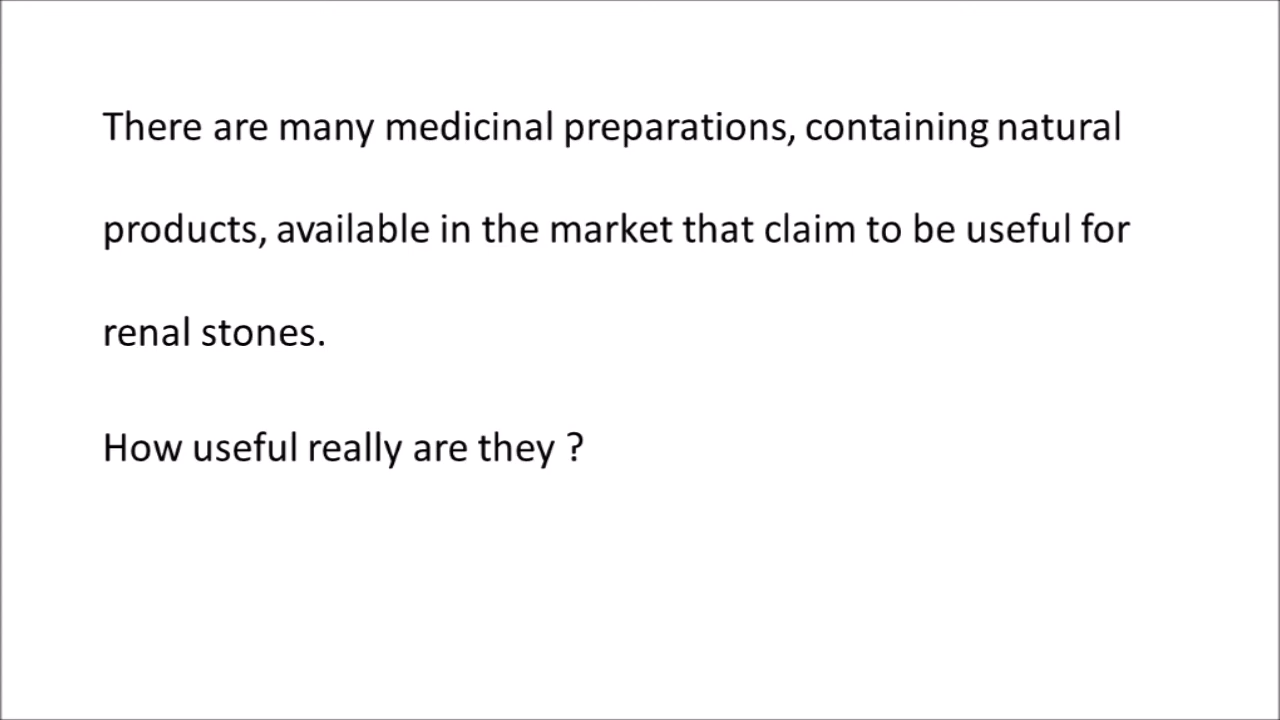 There are many medicinal preparations, containing natural
products, available in the market that claim to be useful for
renal stones.
How useful really are they ?